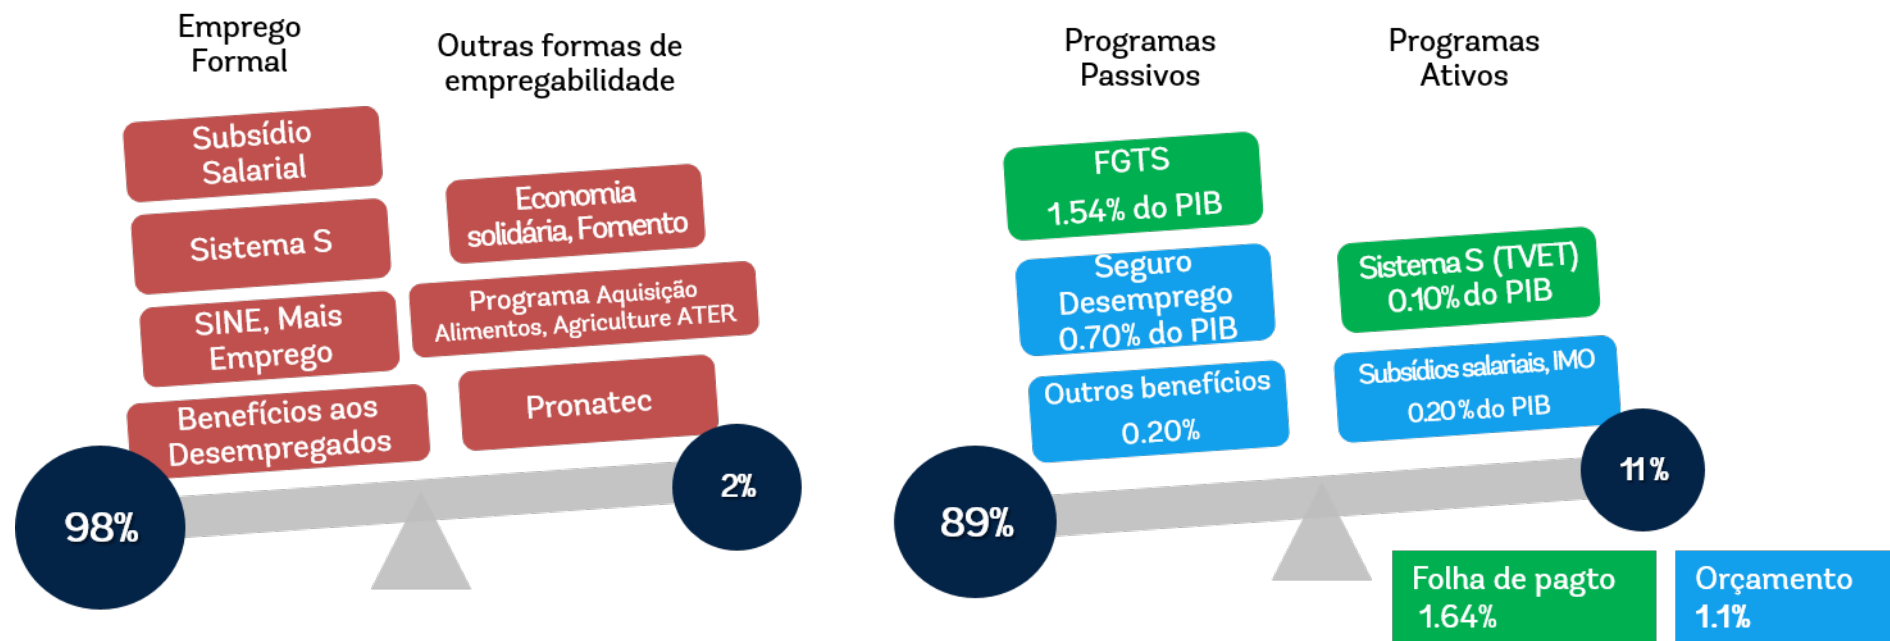 Emprego
Formal
Outras formas de
empregabilidade
Subsídio
Salarial
Sistema S
SINE, Mais
Emprego
Benefícios aos
Desempregados
Economia
solidária, Fomento
Programa Aquisição
Alimentos, Agriculture ATER
Pronatec
98%
2%
Programas
Passivos
Programas
Ativos
FGTS
1.54% do PIB
Seguro
Desemprego
0.70% do PIB
Outros benefícios
0.20%
Sistema S (TVET)
0.10% do PIB
Subsídios salariais, IMO
0.20% do PIB
89%
11%
Folha de pagto
1.64%
Orçamento
1.1%